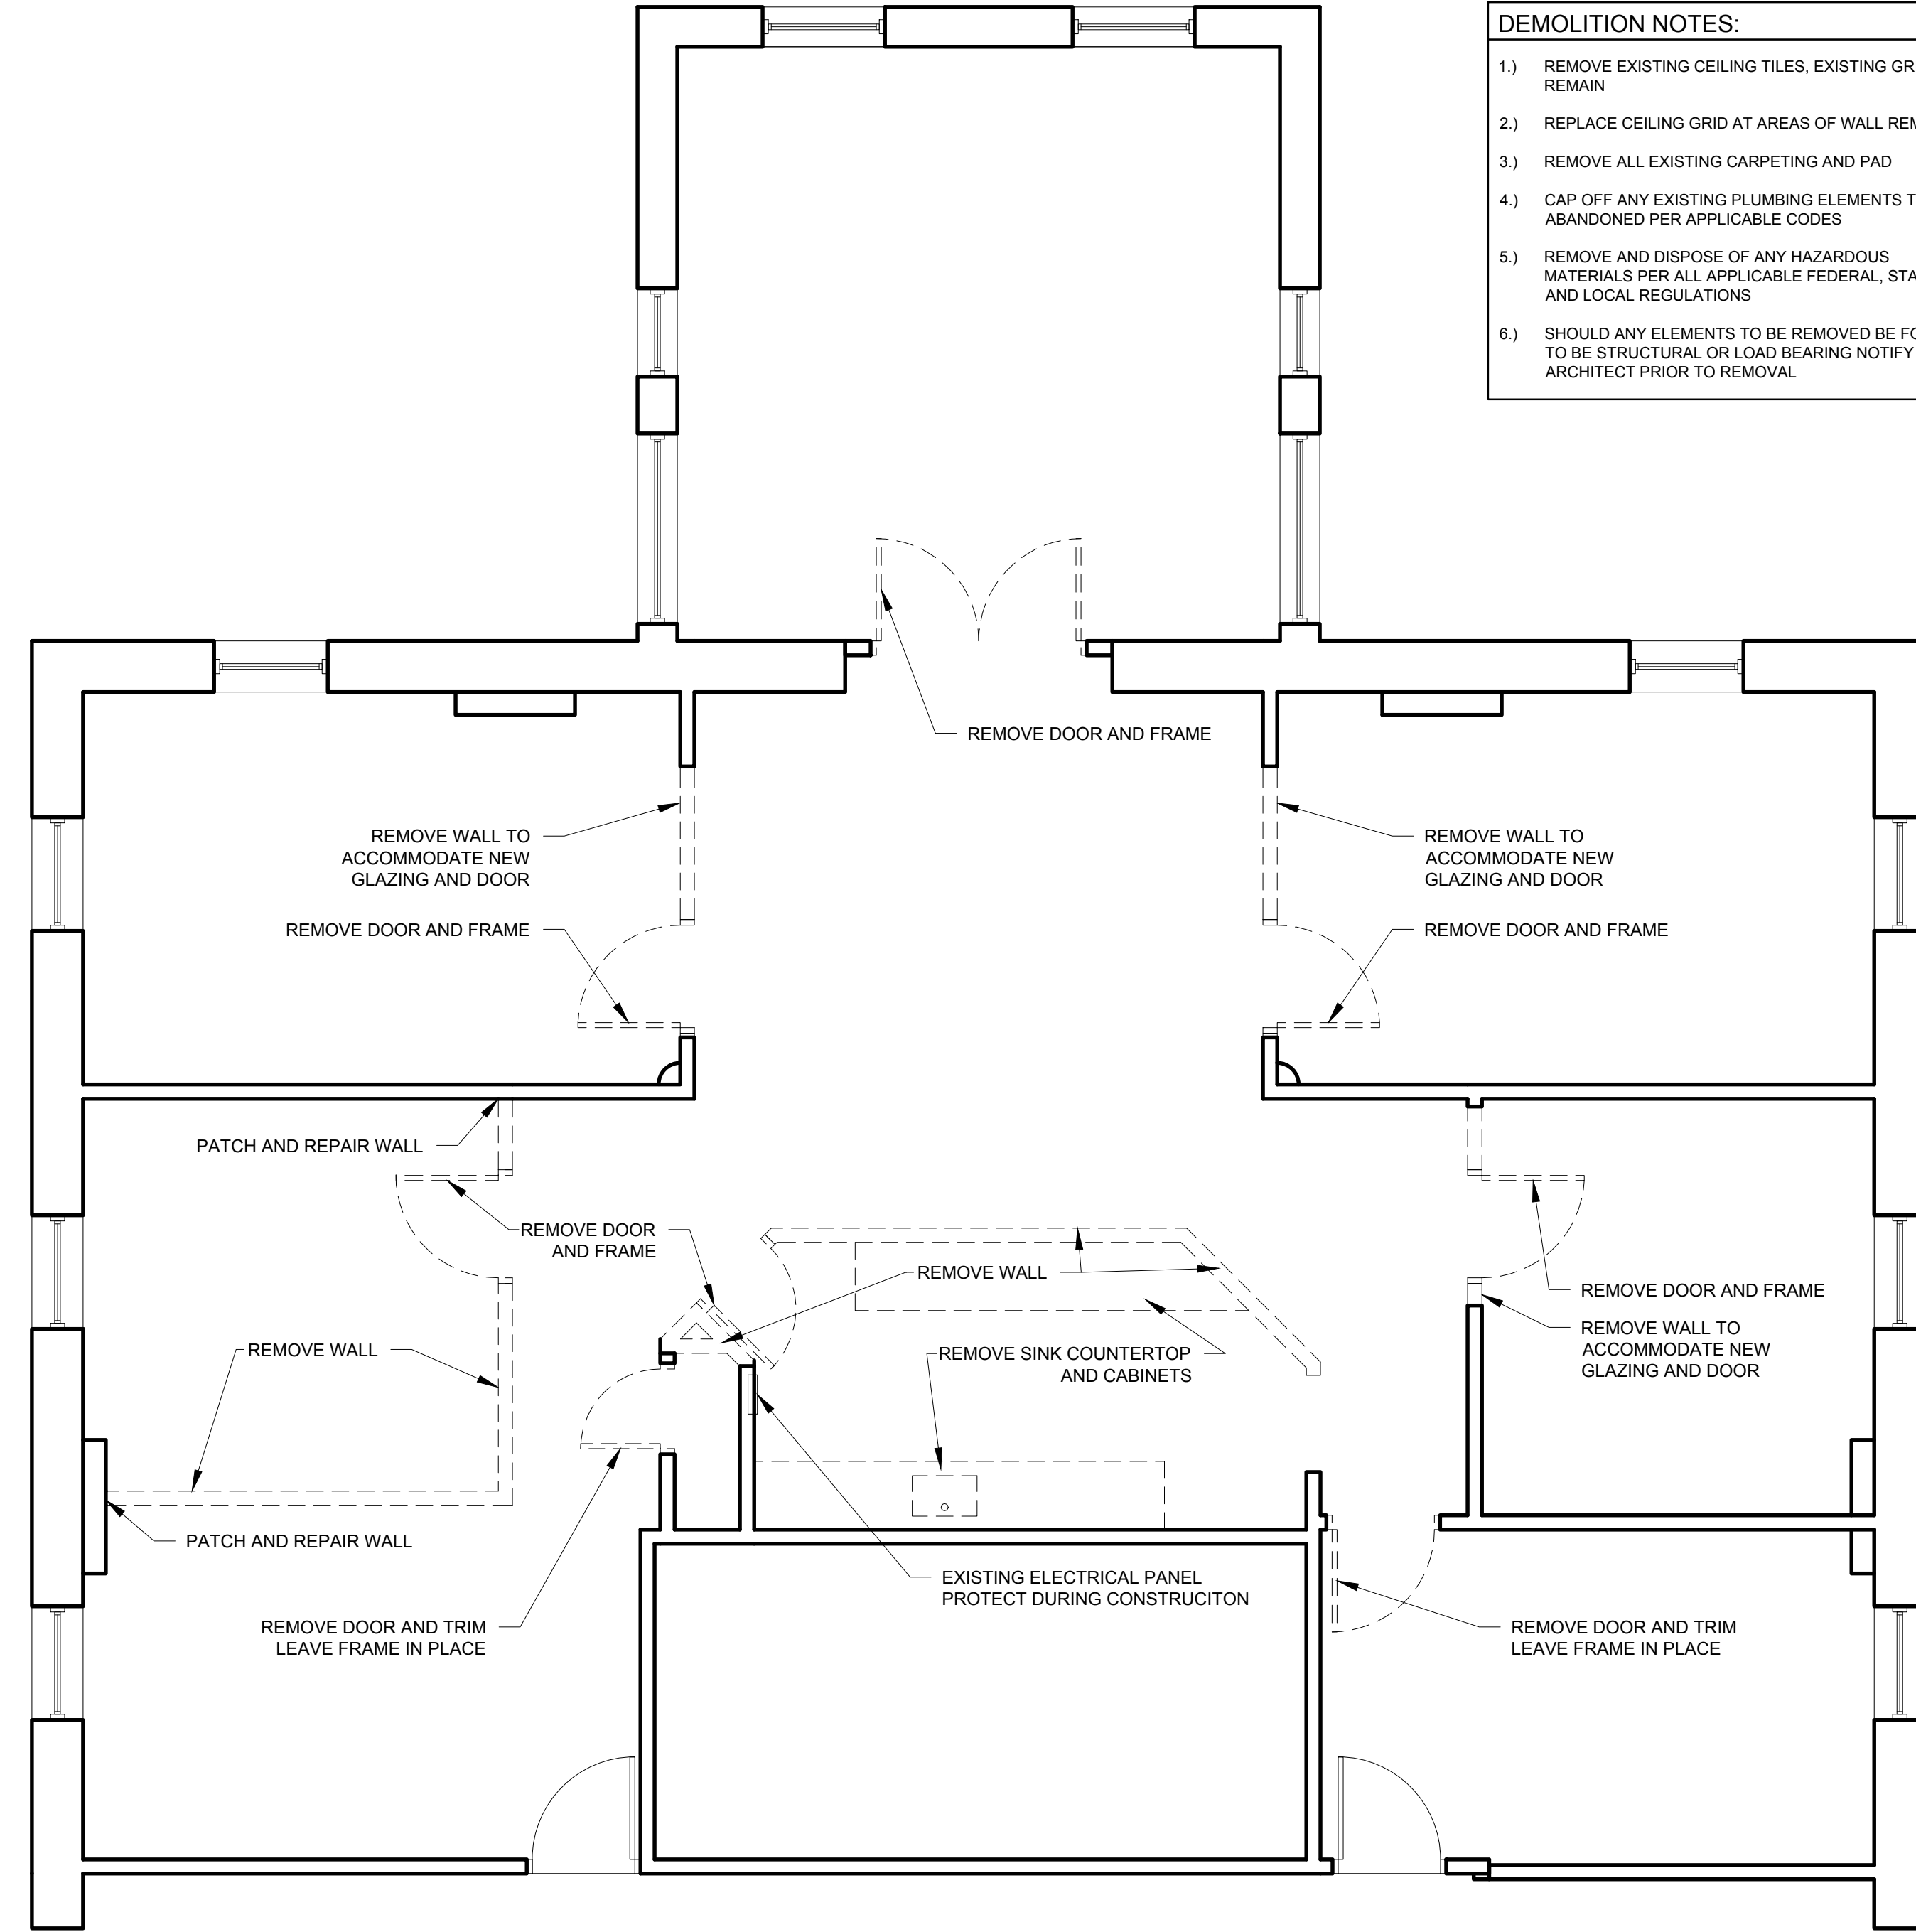 DEMOLITION NOTES:
1.) REMOVE EXISTING CEILING TILES, EXISTING
REMAIN
2.) REPLACE CEILING GRID AT AREAS OF WALL
3.) REMOVE ALL EXISTING CARPETING AND PAD
4.) CAP OFF ANY EXISTING PLUMBING ELEMENTS
ABANDONED PER APPLICABLE CODES
5.) REMOVE AND DISPOSE OF ANY HAZARDOUS
MATERIALS PER ALL APPLICABLE FEDERAL,
AND LOCAL REGULATIONS
6.) SHOULD ANY ELEMENTS TO BE REMOVED BE
TO BE STRUCTURAL OR LOAD BEARING NOTIFY
ARCHITECT PRIOR TO REMOVAL
REMOVE DOOR AND FRAME
REMOVE WALL TO
ACCOMMODATE NEW
GLAZING AND DOOR
REMOVE WALL TO
ACCOMMODATE NEW
GLAZING AND DOOR
REMOVE DOOR AND FRAME
REMOVE DOOR AND FRAME
PATCH AND REPAIR WALL
REMOVE DOOR
AND FRAME
REMOVE WALL
REMOVE DOOR AND FRAME
REMOVE WALL TO
ACCOMMODATE NEW
GLAZING AND DOOR
REMOVE WALL
REMOVE SINK COUNTERTOP
AND CABINETS
PATCH AND REPAIR WALL
EXISTING ELECTRICAL PANEL
PROTECT DURING CONSTRUCITON
REMOVE DOOR AND TRIM
LEAVE FRAME IN PLACE
REMOVE DOOR AND TRIM
LEAVE FRAME IN PLACE